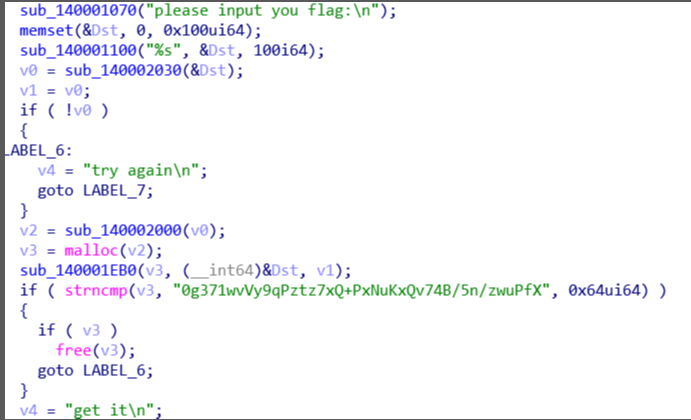 sub_140001070("please input you flag:\n");
memset(&Dst, 0, 0x100ui64);
sub_140001100("%s", &Dst, 100i64);
v0 = sub_140002030(&Dst);
v1 = v0;
if ( !v0 )
{
LABEL_6:
v4 = "try again\n";
goto LABEL_7;
}
v2 = sub_140002000(v0);
v3 = malloc(v2);
sub_140001EB0(v3, (__int64)&Dst, v1);
if ( strncmp(v3, "0g371wvVy9qPztz7xQ+PxNuKxQv74B/5n/zwuPfX", 0x64ui64) )
{
if ( v3 )
free(v3);
goto LABEL_6;
}
v4 = "get it\n";